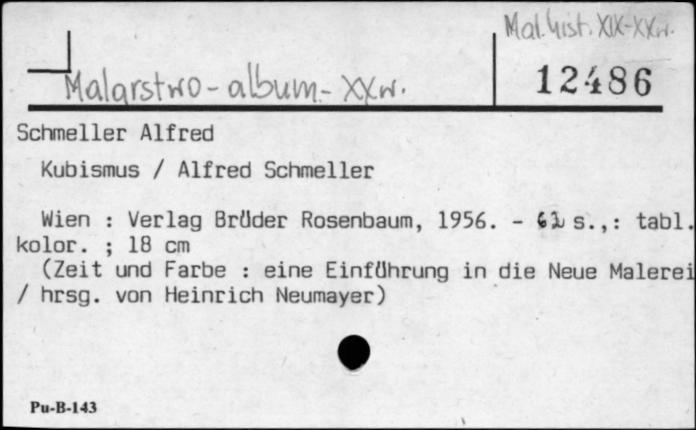 Mal. hist. XIX-XXw.
Malarstwo - album - XXw.
12486
Schmeller Alfred
Kubismus / Alfred Schmeller
Wien : Verlag Brüder Rosenbaum, 1956. - 62 s.,: tabl.
kolor. ; 18 cm
(Zeit und Farbe : eine Einführung in die Neue Malerei
/ hrsg. von Heinrich Neumayer)
Pu-B-143